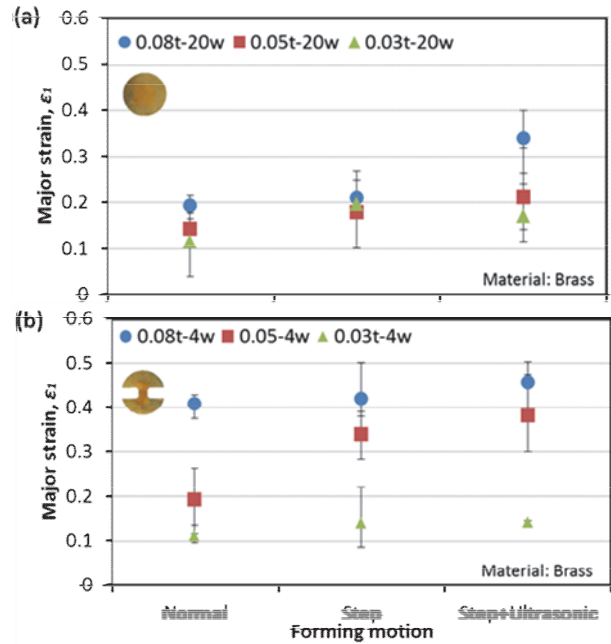 (a)
0.6
0.08t-20w 0.05t-20w 0.03t-20w
0.5
0.4
0.3
0.2
0.1
0
Major strain, ε1
Material: Brass
(b)
0.6
0.08t-4w 0.05-4w 0.03t-4w
0.5
0.4
0.3
0.2
0.1
0
Major strain, ε1
Material: Brass
Normal Step Step+Ultrasonic
Forming motion